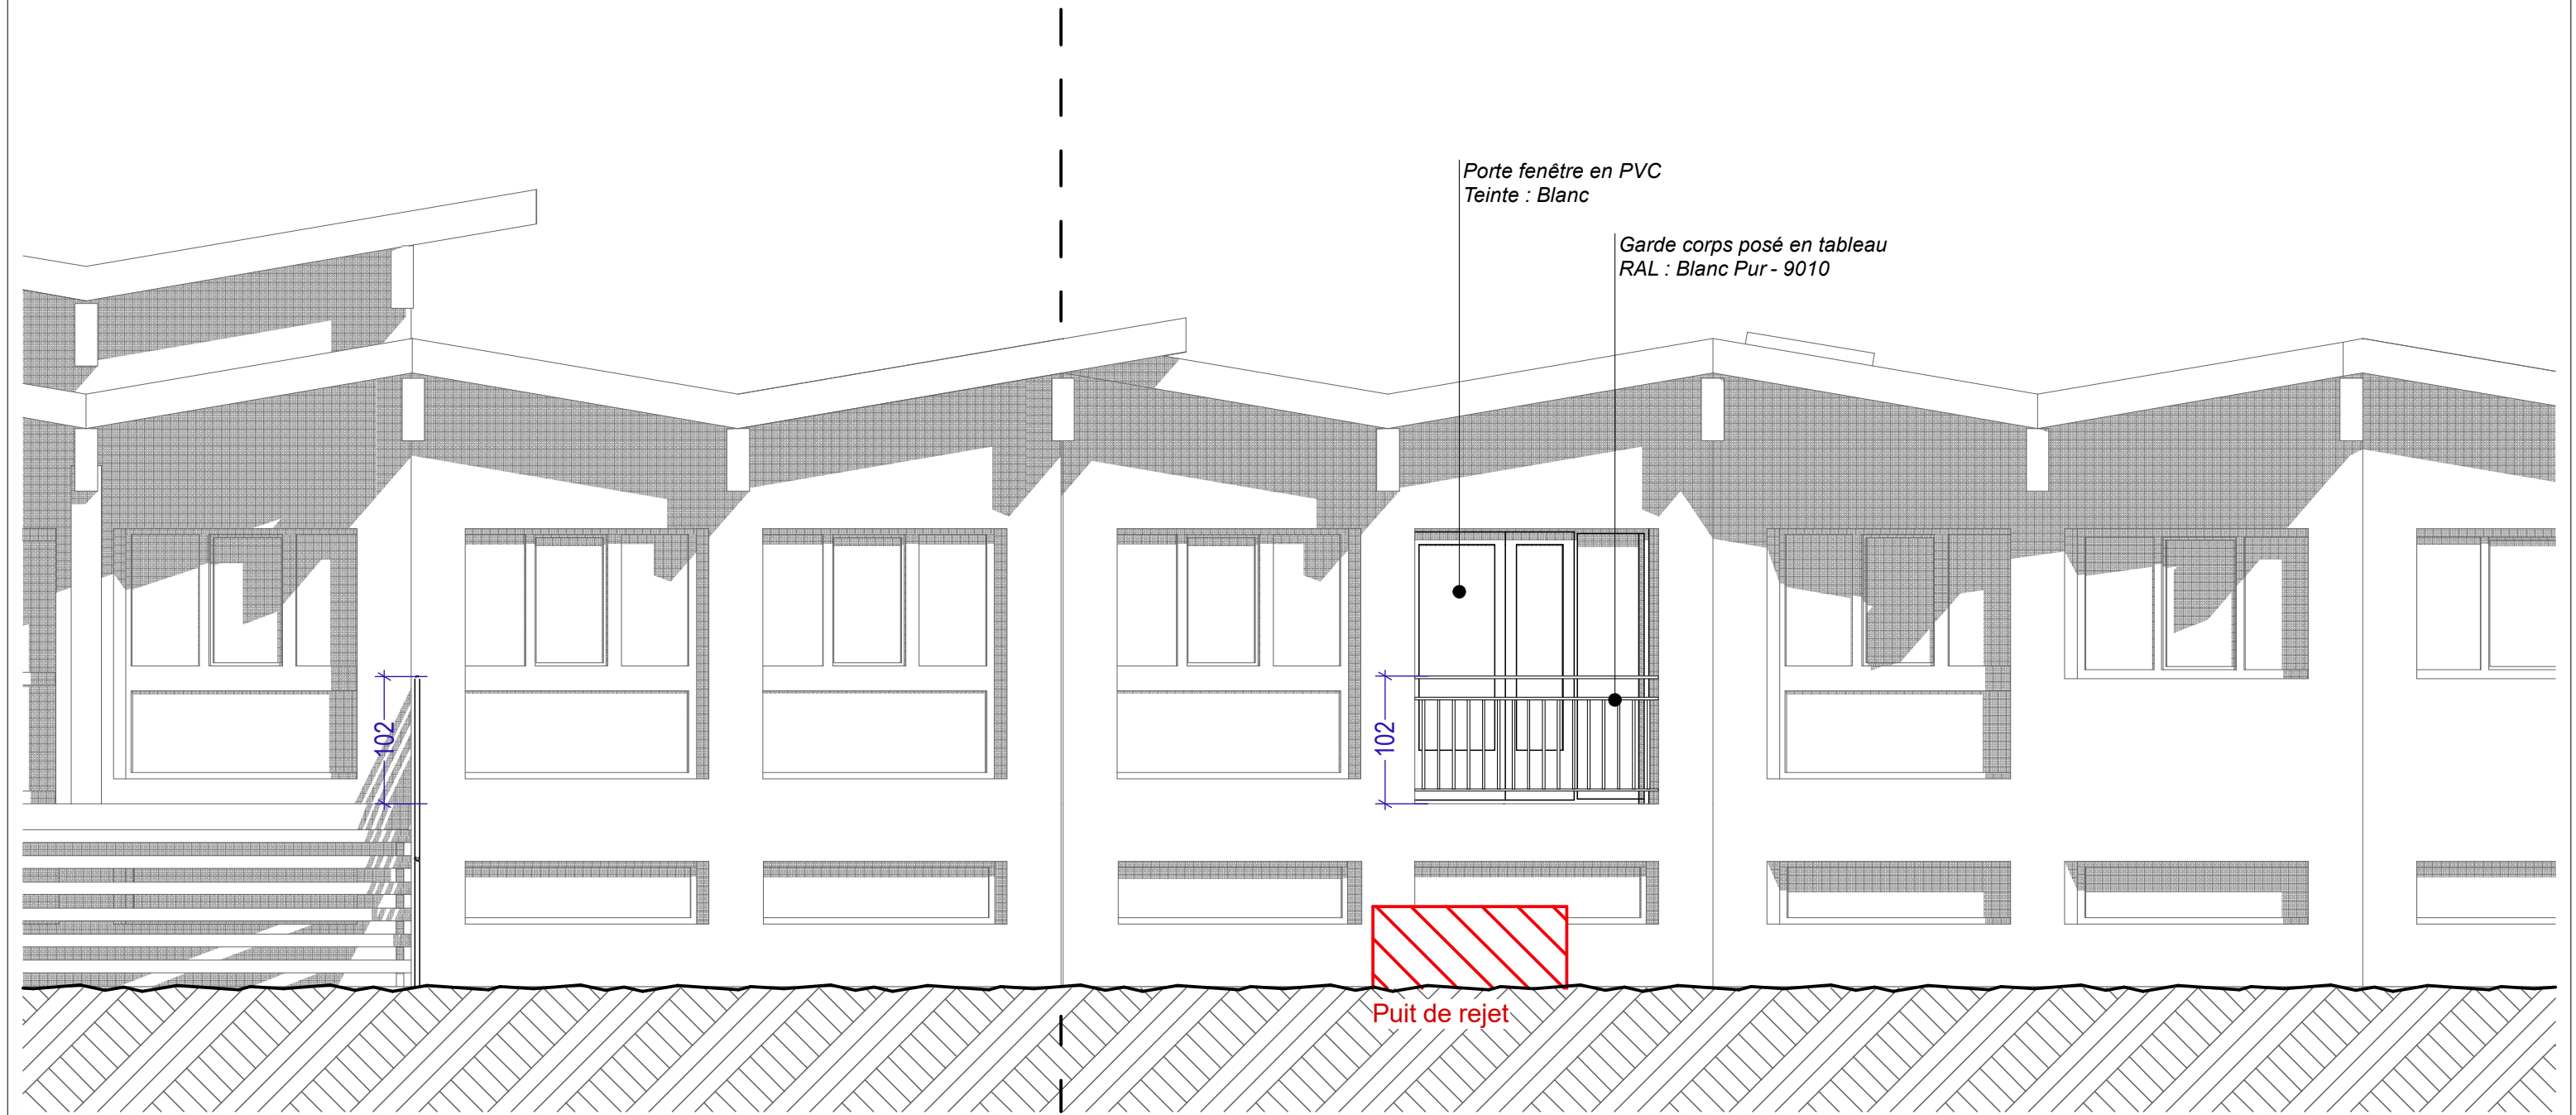 Porte fenêtre en PVC
Teinte : Blanc
Garde corps posé en tableau
RAL : Blanc Pur - 9010
102
102
Puit de rejet